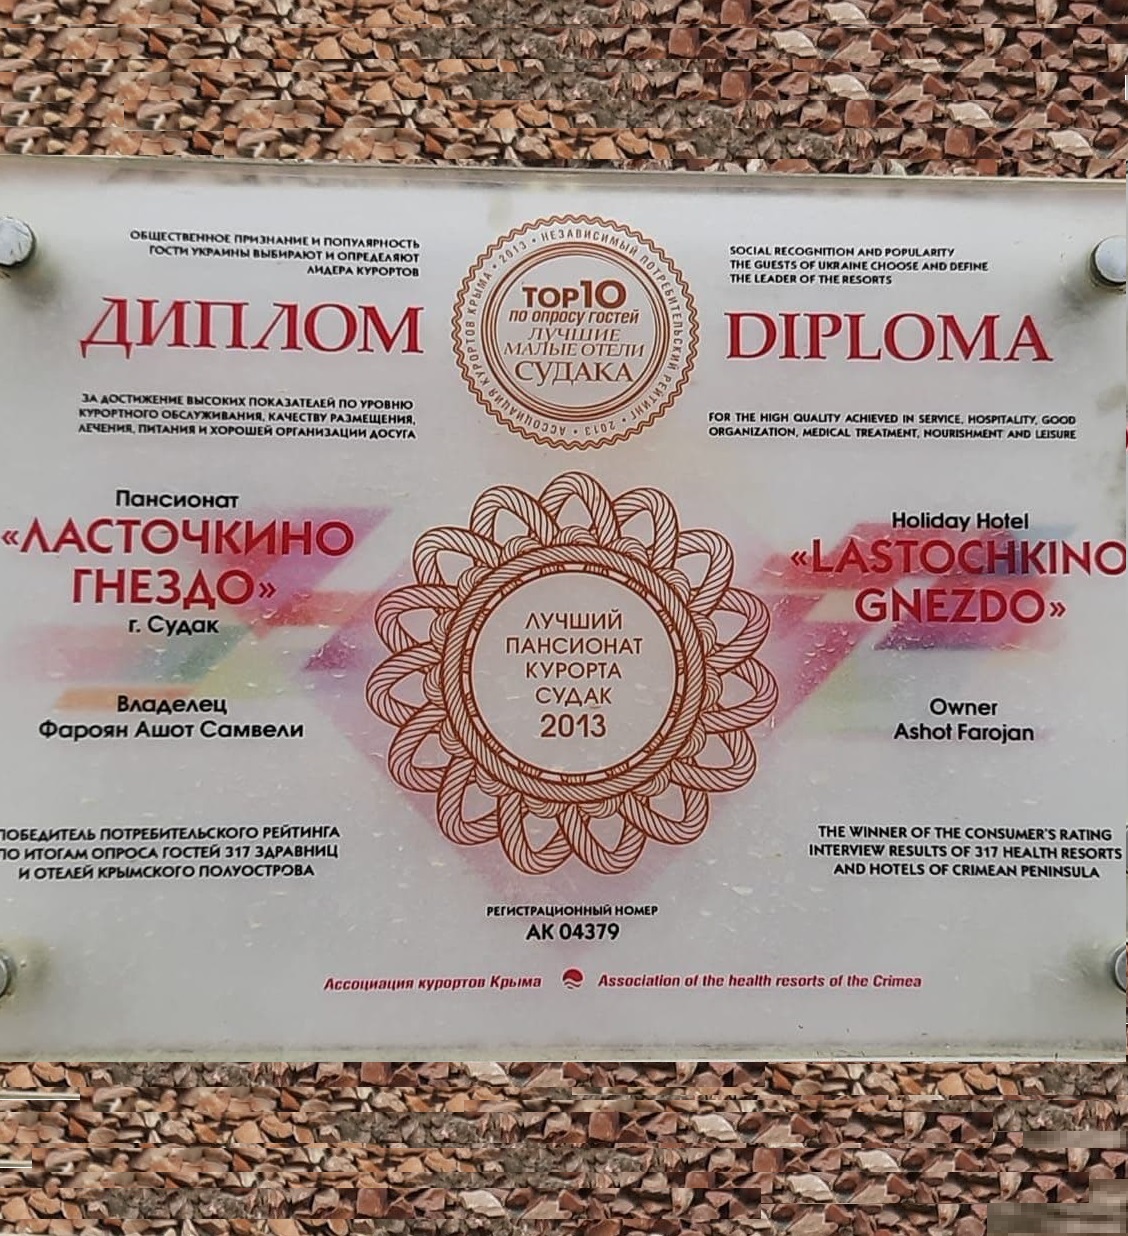 ОБЩЕСТВЕННОЕ ПРИЗНАНИЕ И ПОПУЛЯРНОСТЬ
ГОСТИ УКРАИНЫ ВЫБИРАЮТ И ОПРЕДЕЛЯЮТ
ЛИДЕРА КУРОРТОВ
ДИПЛОМ
ЗА ДОСТИЖЕНИЕ ВЫСОКИХ ПОКАЗАТЕЛЕЙ ПО УРОВНЮ
КУРОРТНОГО ОБСЛУЖИВАНИЯ, КАЧЕСТВУ РАЗМЕЩЕНИЯ,
ЛЕЧЕНИЯ, ПИТАНИЯ И ХОРОШЕЙ ОРГАНИЗАЦИИ ДОСУГА
2013 • НЕЗАВИСИМЫЙ ПОТРЕБИТЕЛЬСКИЙ РЕЙТИНГ • 2013 • АССОЦИАЦИЯ КУРОРТОВ КРЫМА •
TOP10
по опросу гостей
ЛУЧШИЕ
МАЛЫЕ ОТЕЛИ
СУДАКА
SOCIAL RECOGNITION AND POPULARITY
THE GUESTS OF UKRAINE CHOOSE AND DEFINE
THE LEADER OF THE RESORTS
DIPLOMA
FOR THE HIGH QUALITY ACHIEVED IN SERVICE, HOSPITALITY, GOOD
ORGANIZATION, MEDICAL TREATMENT, NOURISHMENT AND LEISURE
Пансионат
«ЛАСТОЧКИНО
ГНЕЗДО»
г. Судак
Владелец
Фароян Ашот Самвели
ЛУЧШИЙ
ПАНСИОНАТ
КУРОРТА
СУДАК
2013
Holiday Hotel
«LASTOCHKINO
GNEZDO»
Owner
Ashot Farojan
ПОБЕДИТЕЛЬ ПОТРЕБИТЕЛЬСКОГО РЕЙТИНГА
ПО ИТОГАМ ОПРОСА ГОСТЕЙ 317 ЗДРАВНИЦ
И ОТЕЛЕЙ КРЫМСКОГО ПОЛУОСТРОВА
THE WINNER OF THE CONSUMER'S RATING
INTERVIEW RESULTS OF 317 HEALTH RESORTS
AND HOTELS OF CRIMEAN PENINSULA
РЕГИСТРАЦИОННЫЙ НОМЕР
АК 04379
Ассоциация курортов Крыма
Association of the health resorts of the Crimea